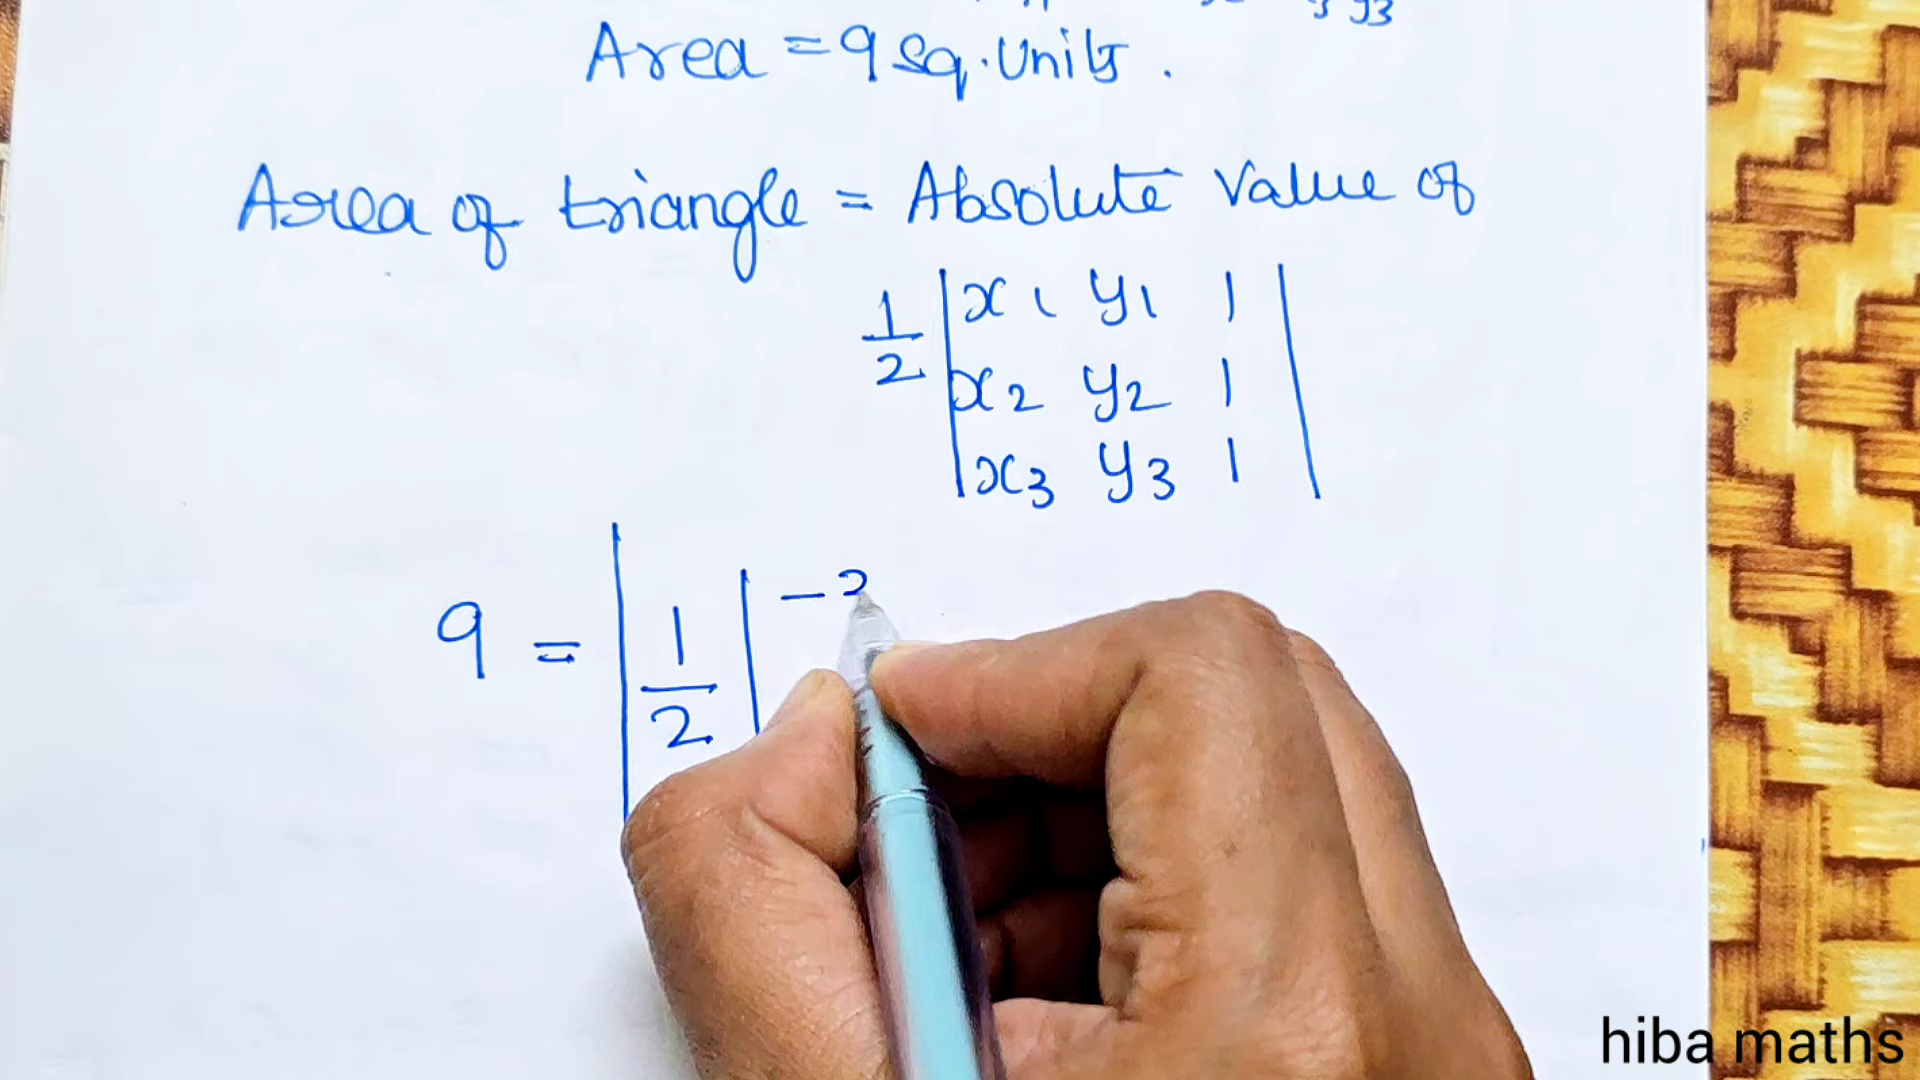 y3
Area = 9 Sq. Units .
Area of triangle = Absolute Value of
1/2 | x1 y1 1 |
| x2 y2 1 |
| x3 y3 1 |
9 = | 1/2 | -
hiba maths